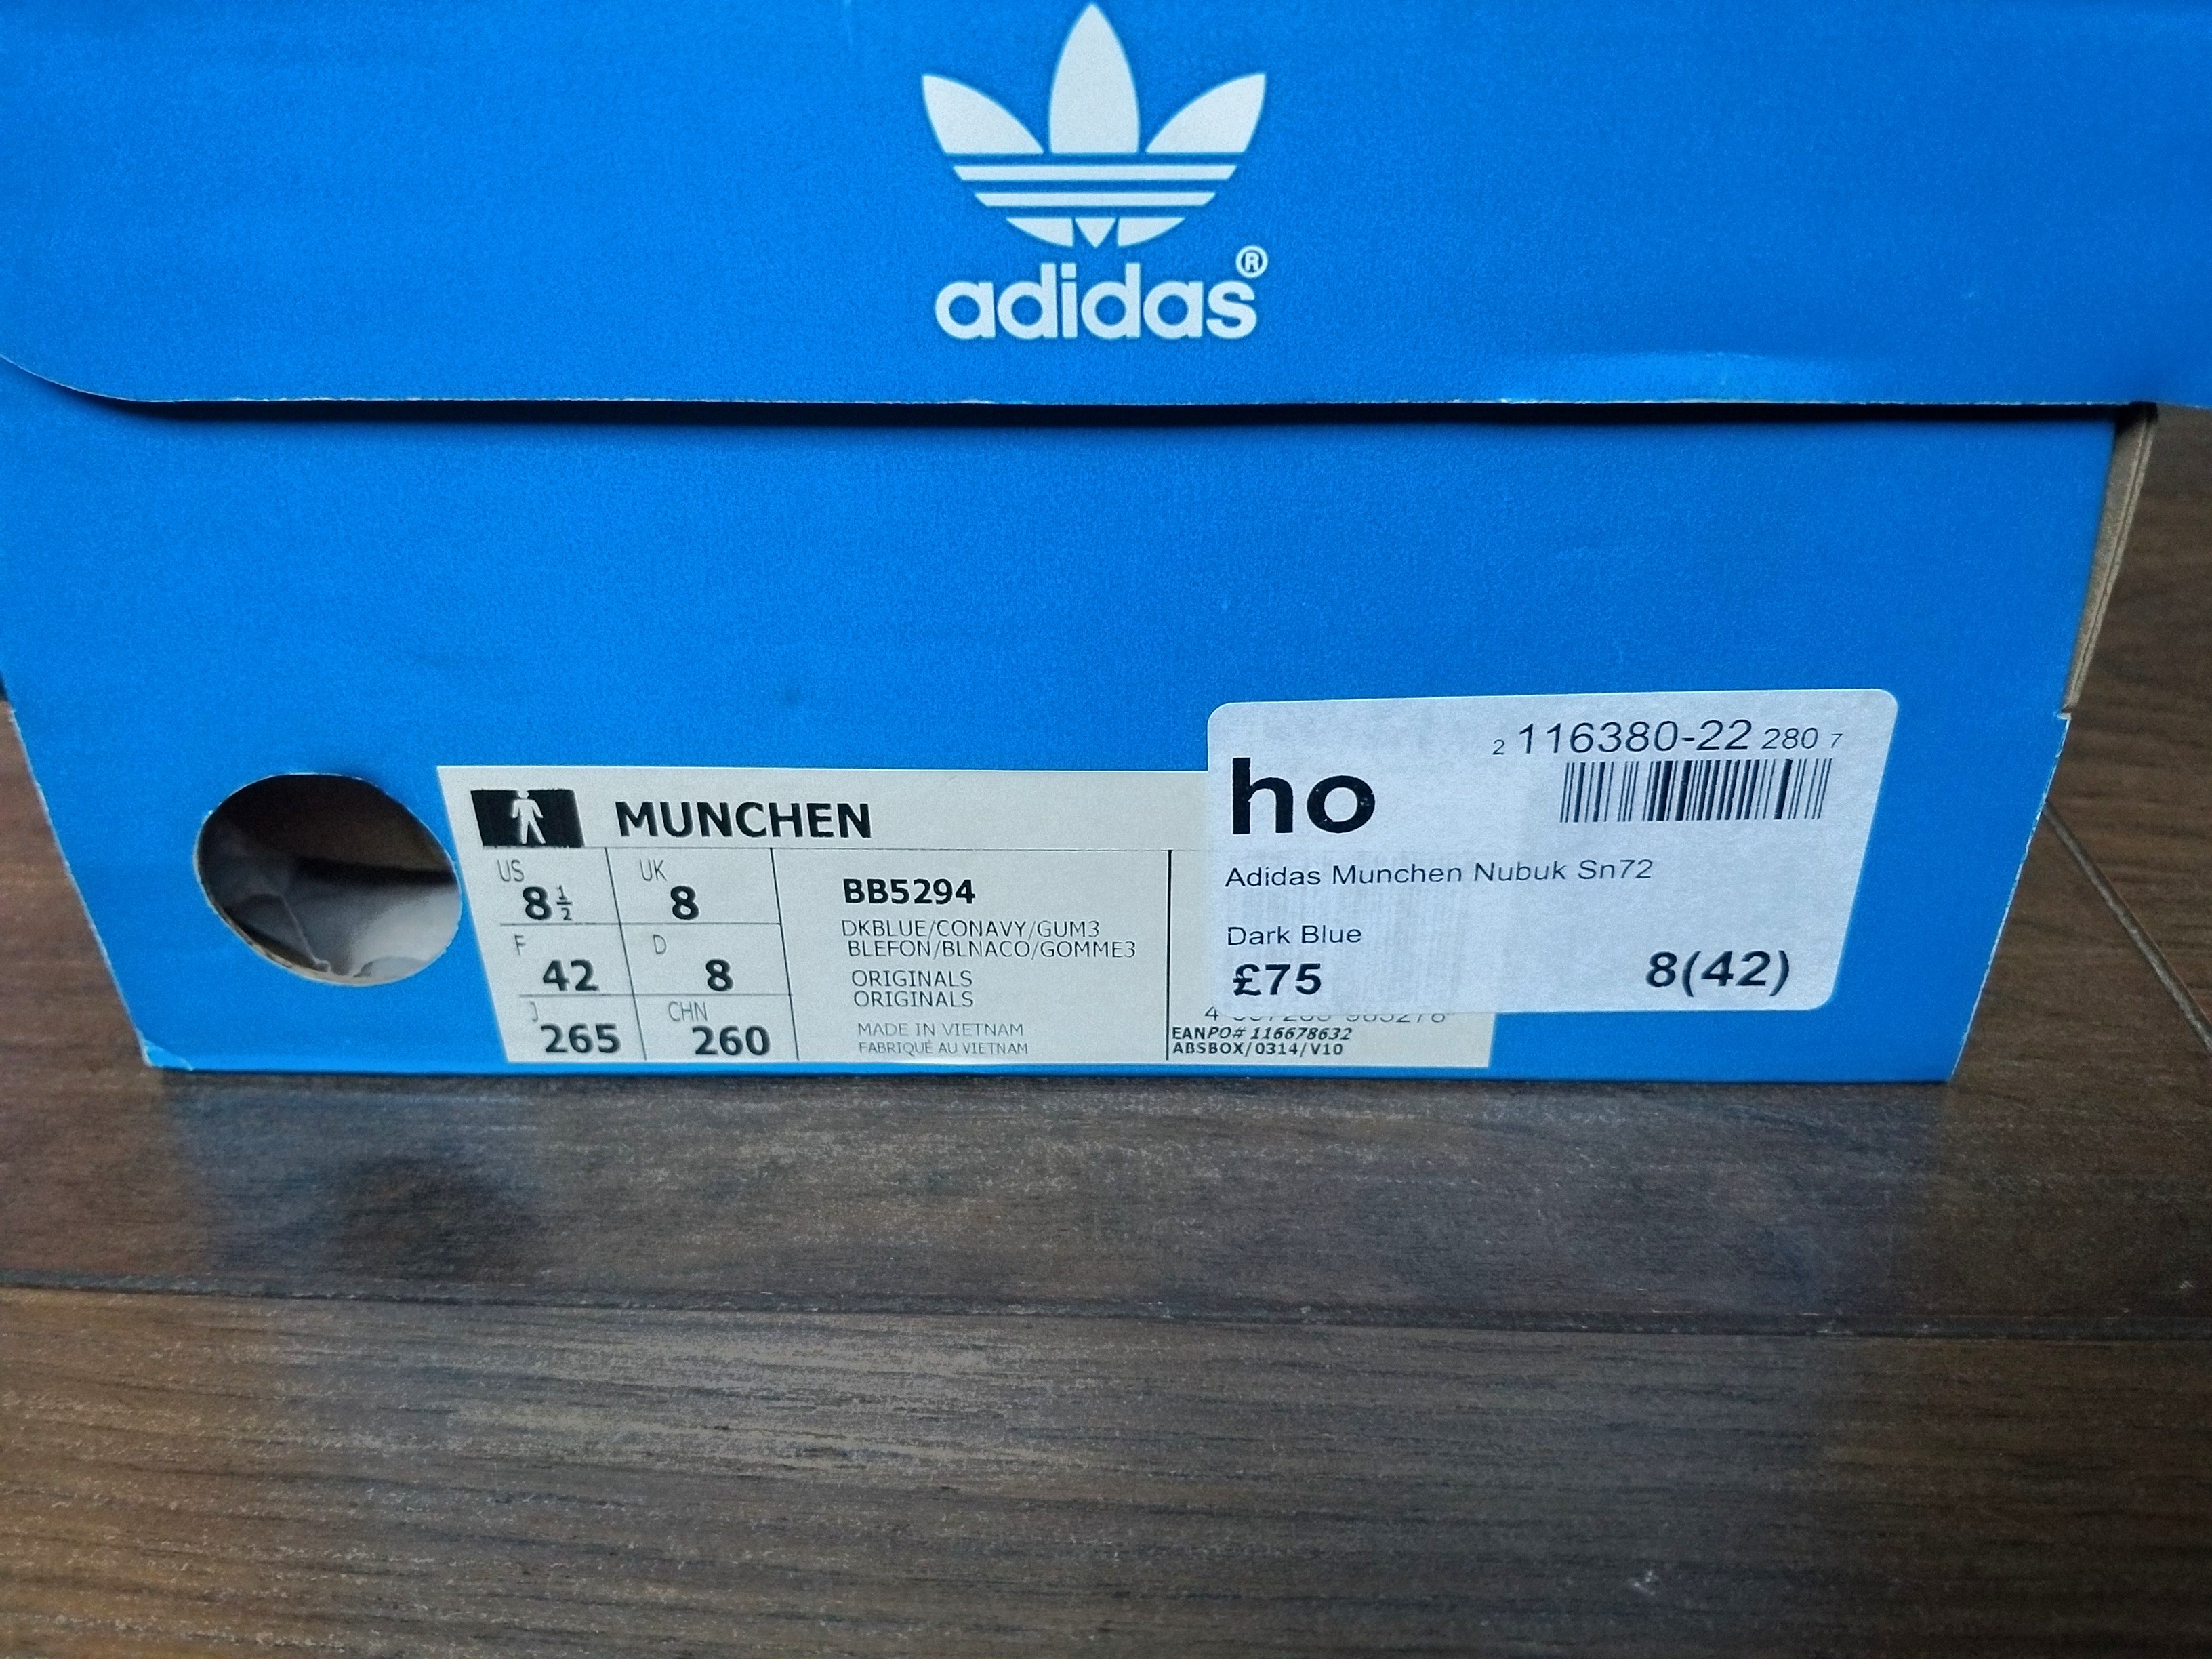 adidas®
2 116380-22 280 7
ho
Adidas Munchen Nubuk Sn72
Dark Blue
£75 8(42)
MUNCHEN
US 8½ UK 8
F 42 D 8
J 265 CHN 260
BB5294
DKBLUE/CONAVY/GUM3
BLEFON/BLNACO/GOMME3
ORIGINALS
ORIGINALS
MADE IN VIETNAM
FABRIQUÉ AU VIETNAM
EANPO# 116678632
ABSBOX/0314/V10